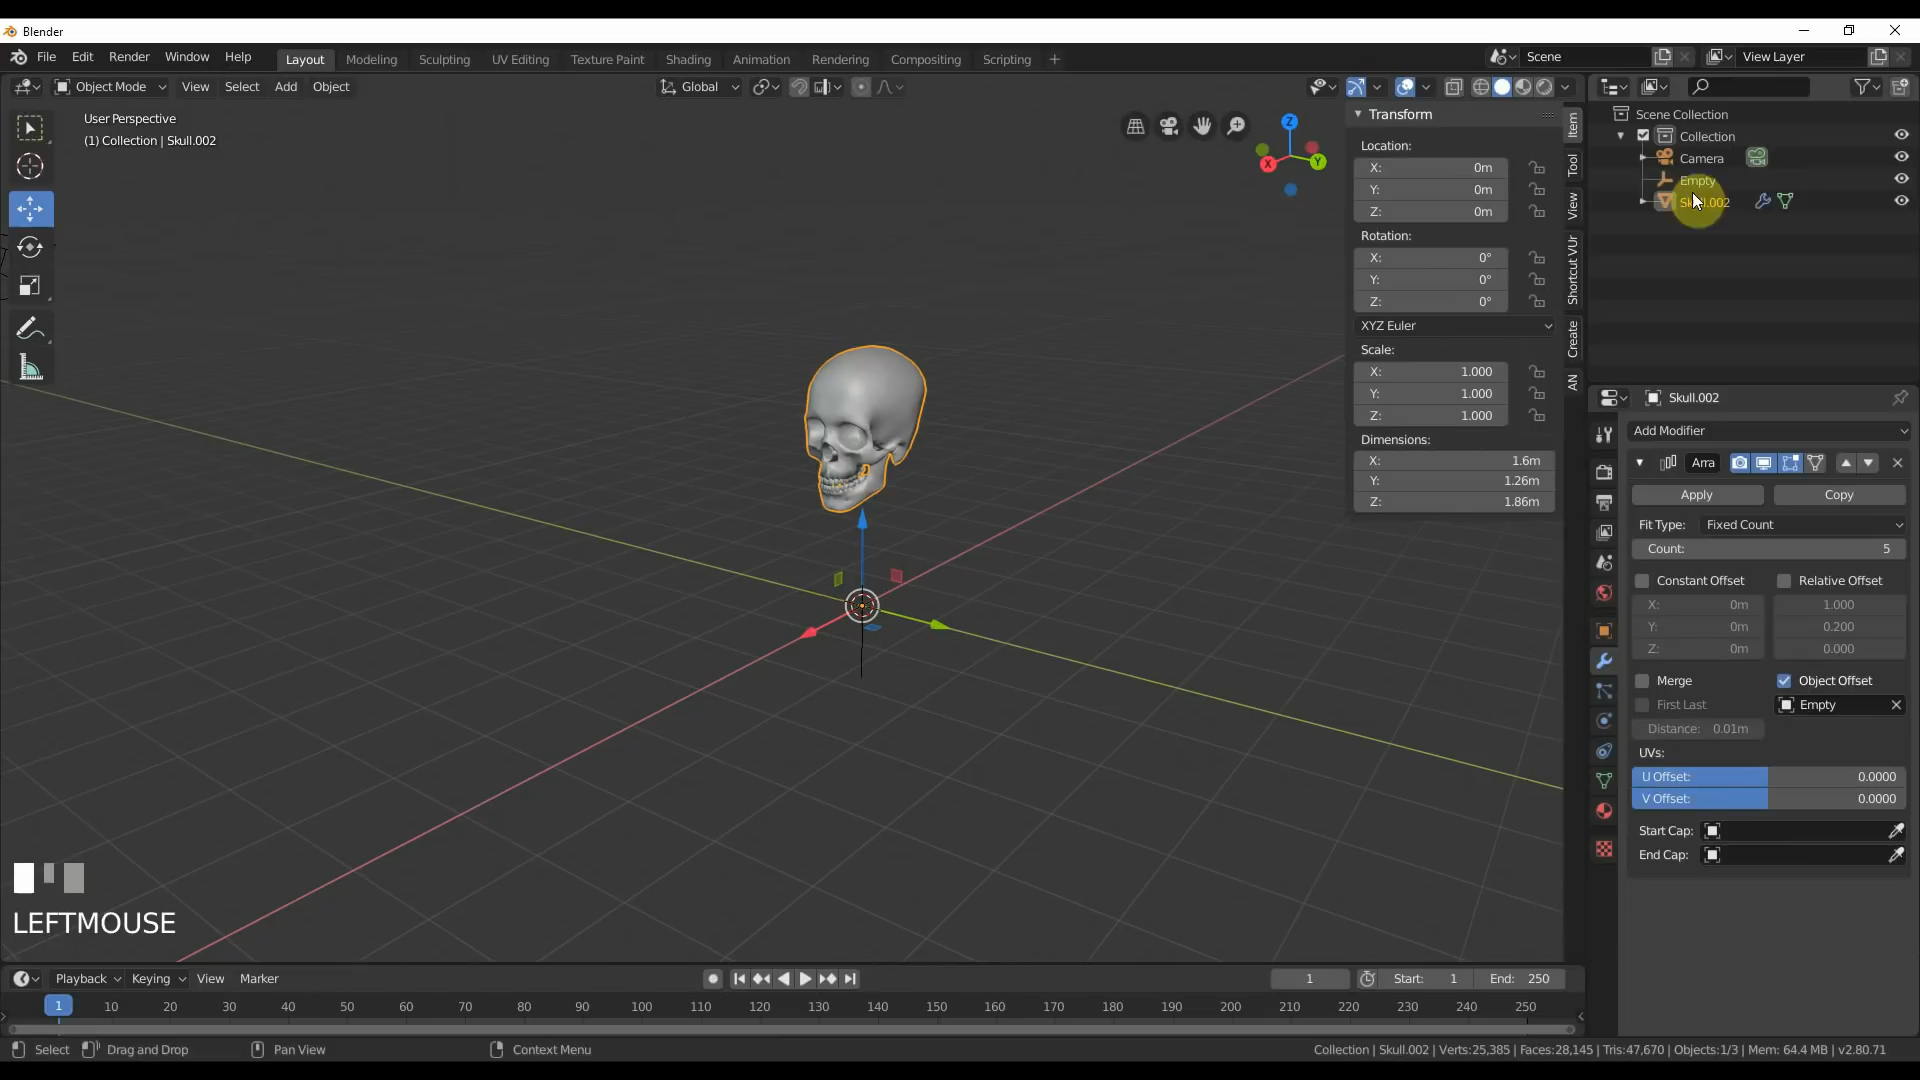 Blender
File Edit Render Window Help Layout Modeling Sculpting UV Editing Texture Paint Shading Animation Rendering Compositing Scripting + Scene View Layer
Object Mode View Select Add Object Global
User Perspective
(1) Collection | Skull.002
Z
X
Y
Transform
Location:
X: 0m
Y: 0m
Z: 0m
Rotation:
X: 0°
Y: 0°
Z: 0°
XYZ Euler
Scale:
X: 1.000
Y: 1.000
Z: 1.000
Dimensions:
X: 1.6m
Y: 1.26m
Z: 1.86m
Item
Tool
View
Shortcut VUr
Create
AN
Scene Collection
Collection
Camera
Empty
Skull.002
Skull.002
Add Modifier
Arra
Apply Copy
Fit Type: Fixed Count
Count: 5
Constant Offset Relative Offset
X: 0m 1.000
Y: 0m 0.200
Z: 0m 0.000
Merge Object Offset
First Last Empty
Distance: 0.01m
UVs:
U Offset: 0.0000
V Offset: 0.0000
Start Cap:
End Cap:
LEFTMOUSE
Playback Keying View Marker 1 Start: 1 End: 250
1 10 20 30 40 50 60 70 80 90 100 110 120 130 140 150 160 170 180 190 200 210 220 230 240 250
Select Drag and Drop Pan View Context Menu Collection | Skull.002 | Verts:25,385 | Faces:28,145 | Tris:47,670 | Objects:1/3 | Mem: 64.4 MB | v2.80.71